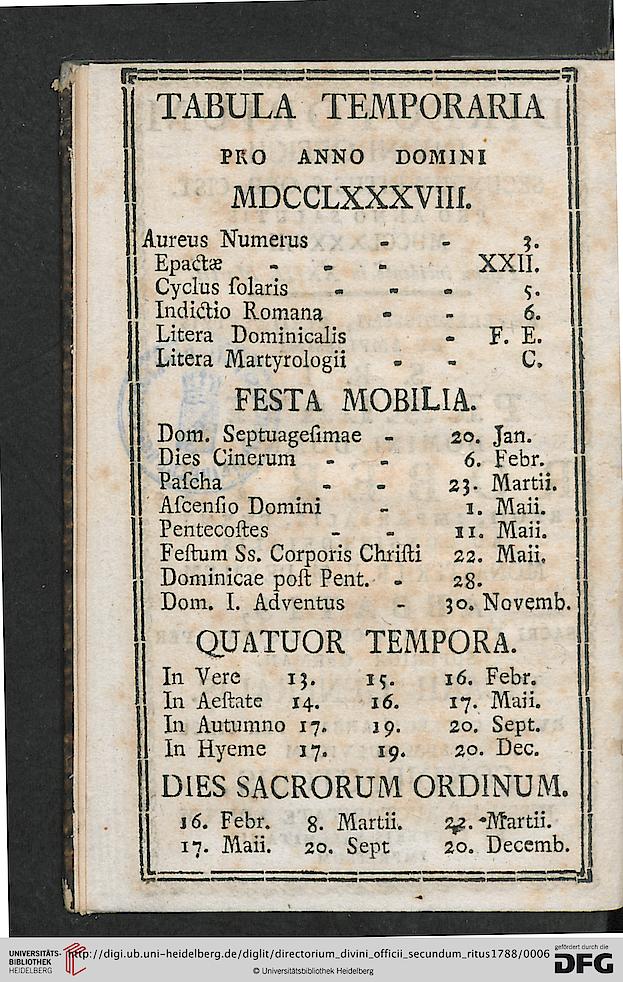 TABULA TEMPORARIA
PRO ANNO DOMINI
MDCCLXXXVIII.
Aureus Numerus - - 3.
Epactæ - - - XXII.
Cyclus ſolaris - - - 5.
Indictio Romana - - 6.
Litera Dominicalis - F. E.
Litera Martyrologii - - C.
FESTA MOBILIA.
Dom. Septuageſimae - 20. Jan.
Dies Cinerum - - 6. Febr.
Paſcha - - 23. Martii.
Aſcenſio Domini - 1. Maii.
Pentecoſtes - - 11. Maii.
Feſtum Ss. Corporis Chriſti 22. Maii.
Dominicae poſt Pent. - 28.
Dom. I. Adventus - 30. Novemb.
QUATUOR TEMPORA.
In Vere 13. 15. 16. Febr.
In Aeſtate 14. 16. 17. Maii.
In Autumno 17. 19. 20. Sept.
In Hyeme 17. 19. 20. Dec.
DIES SACRORUM ORDINUM.
16. Febr. 8. Martii. 22. Martii.
17. Maii. 20. Sept 20. Decemb.
UNIVERSITÄTS-
BIBLIOTHEK
HEIDELBERG
http://digi.ub.uni-heidelberg.de/diglit/directorium_divini_officii_secundum_ritus1788/0006
© Universitätsbibliothek Heidelberg
gefördert durch die
DFG